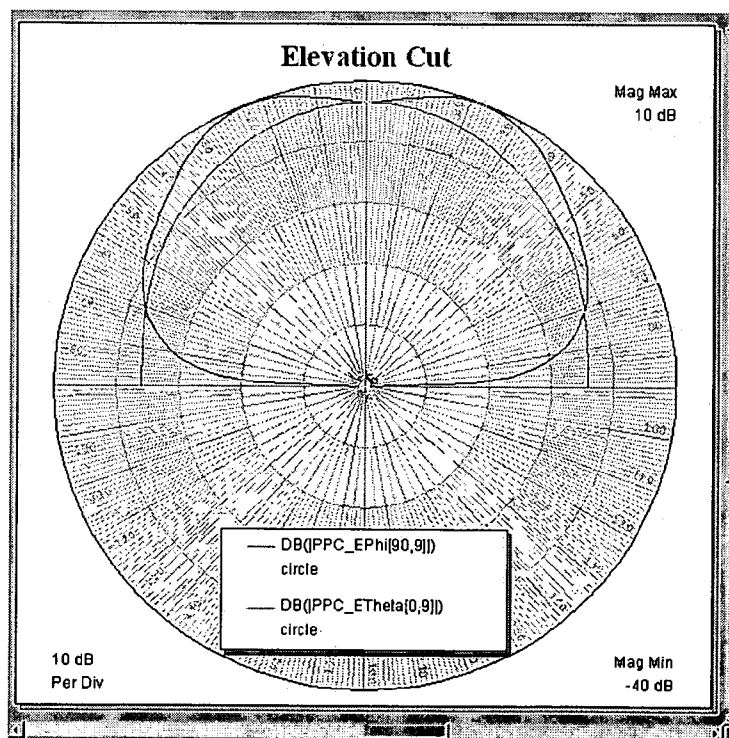 Elevation Cut
Mag Max
10 dB
DB(|PPC_EPhi[90,9]|)
circle
DB(|PPC_ETheta[0,9]|)
circle
10 dB
Per Div
Mag Min
-40 dB